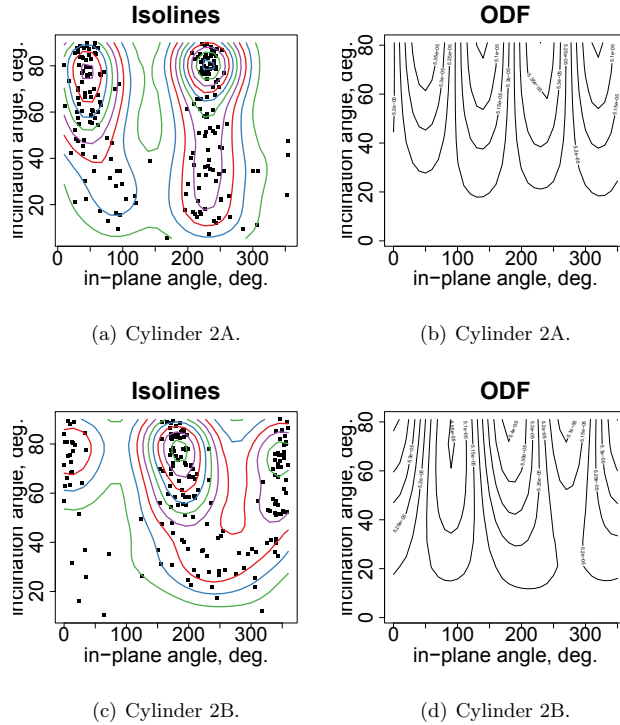 Isolines
ODF
inclination angle, deg.
20 40 60 80
0 100 200 300
in−plane angle, deg.
inclination angle, deg.
0 20 40 60 80
0 100 200 300
in−plane angle, deg.
(a) Cylinder 2A.
(b) Cylinder 2A.
Isolines
ODF
inclination angle, deg.
20 40 60 80
0 100 200 300
in−plane angle, deg.
inclination angle, deg.
0 20 40 60 80
0 100 200 300
in−plane angle, deg.
(c) Cylinder 2B.
(d) Cylinder 2B.